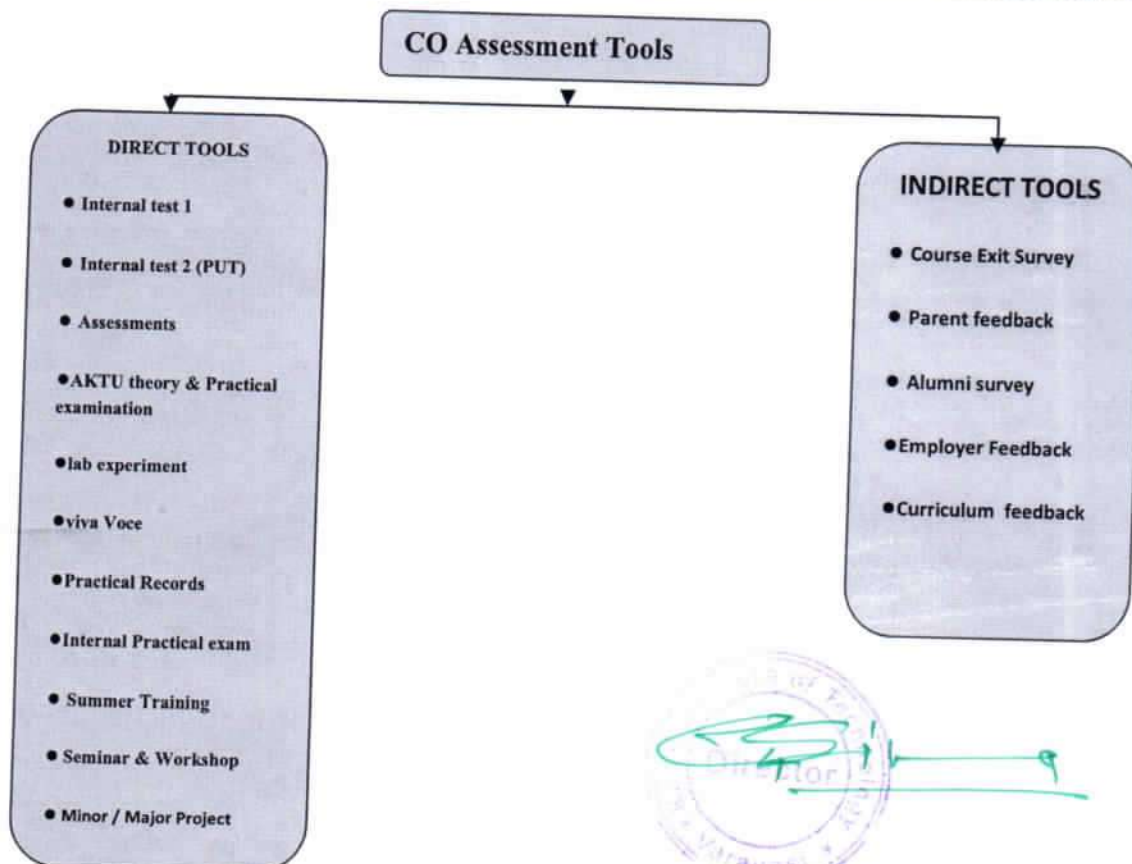 CO Assessment Tools
DIRECT TOOLS
● Internal test 1
● Internal test 2 (PUT)
● Assessments
●AKTU theory & Practical
examination
●lab experiment
●viva Voce
●Practical Records
●Internal Practical exam
● Summer Training
● Seminar & Workshop
● Minor / Major Project
INDIRECT TOOLS
● Course Exit Survey
● Parent feedback
● Alumni survey
●Employer Feedback
●Curriculum feedback
Director
Varanasi